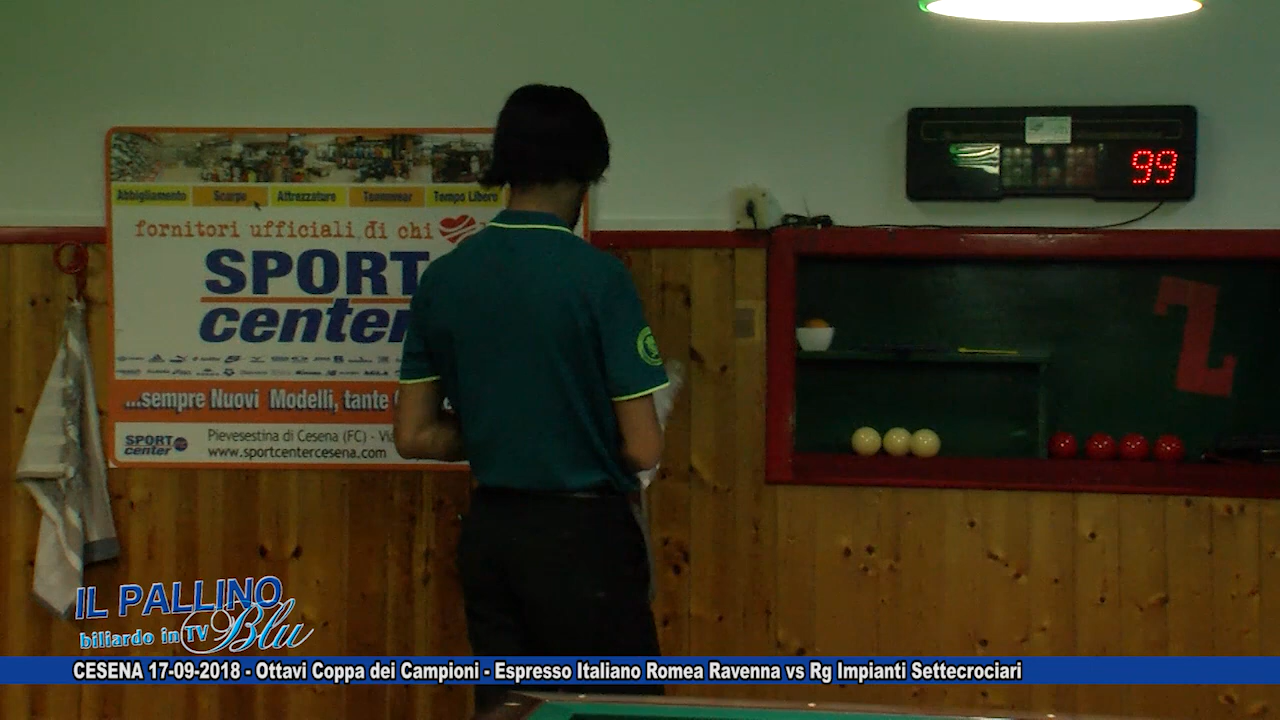 99
Abbigliamento Scarpe Attrezzature Teamwear Tempo Libero
fornitori ufficiali di chi
SPORT
center
...sempre Nuovi Modelli, tante
SPORT
center
Pievesestina di Cesena (FC) - Via
www.sportcentercesena.com
IL PALLINO
Blu
biliardo in TV
CESENA 17-09-2018 - Ottavi Coppa dei Campioni - Espresso Italiano Romea Ravenna vs Rg Impianti Settecrociari